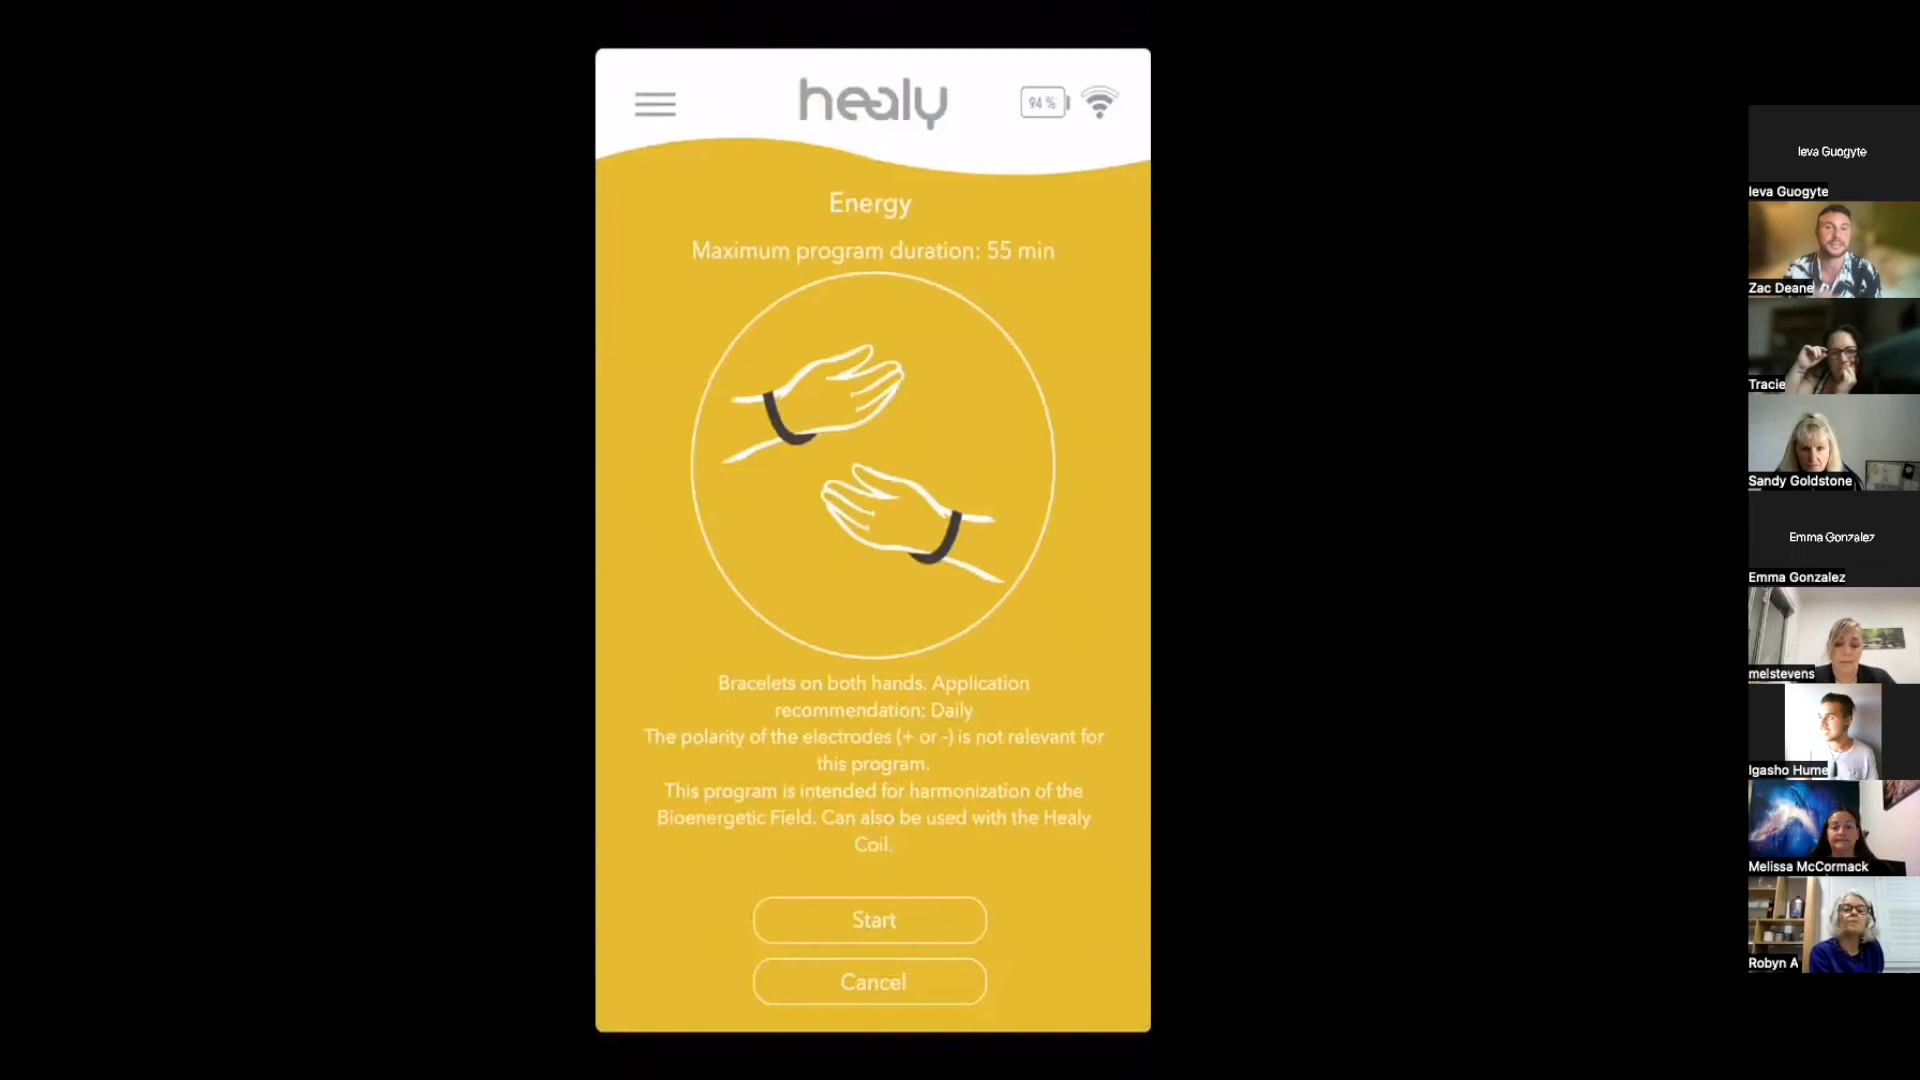 healy
94 %
Energy
Maximum program duration: 55 min
Bracelets on both hands. Application
recommendation: Daily
The polarity of the electrodes (+ or -) is not relevant for
this program.
This program is intended for harmonization of the
Bioenergetic Field. Can also be used with the Healy
Coil.
Start
Cancel
Ieva Guogyte
Ieva Guogyte
Zac Deane
Tracie
Sandy Goldstone
Emma Gonzalez
Emma Gonzalez
melstevens
Igasho Hume
Melissa McCormack
Robyn A